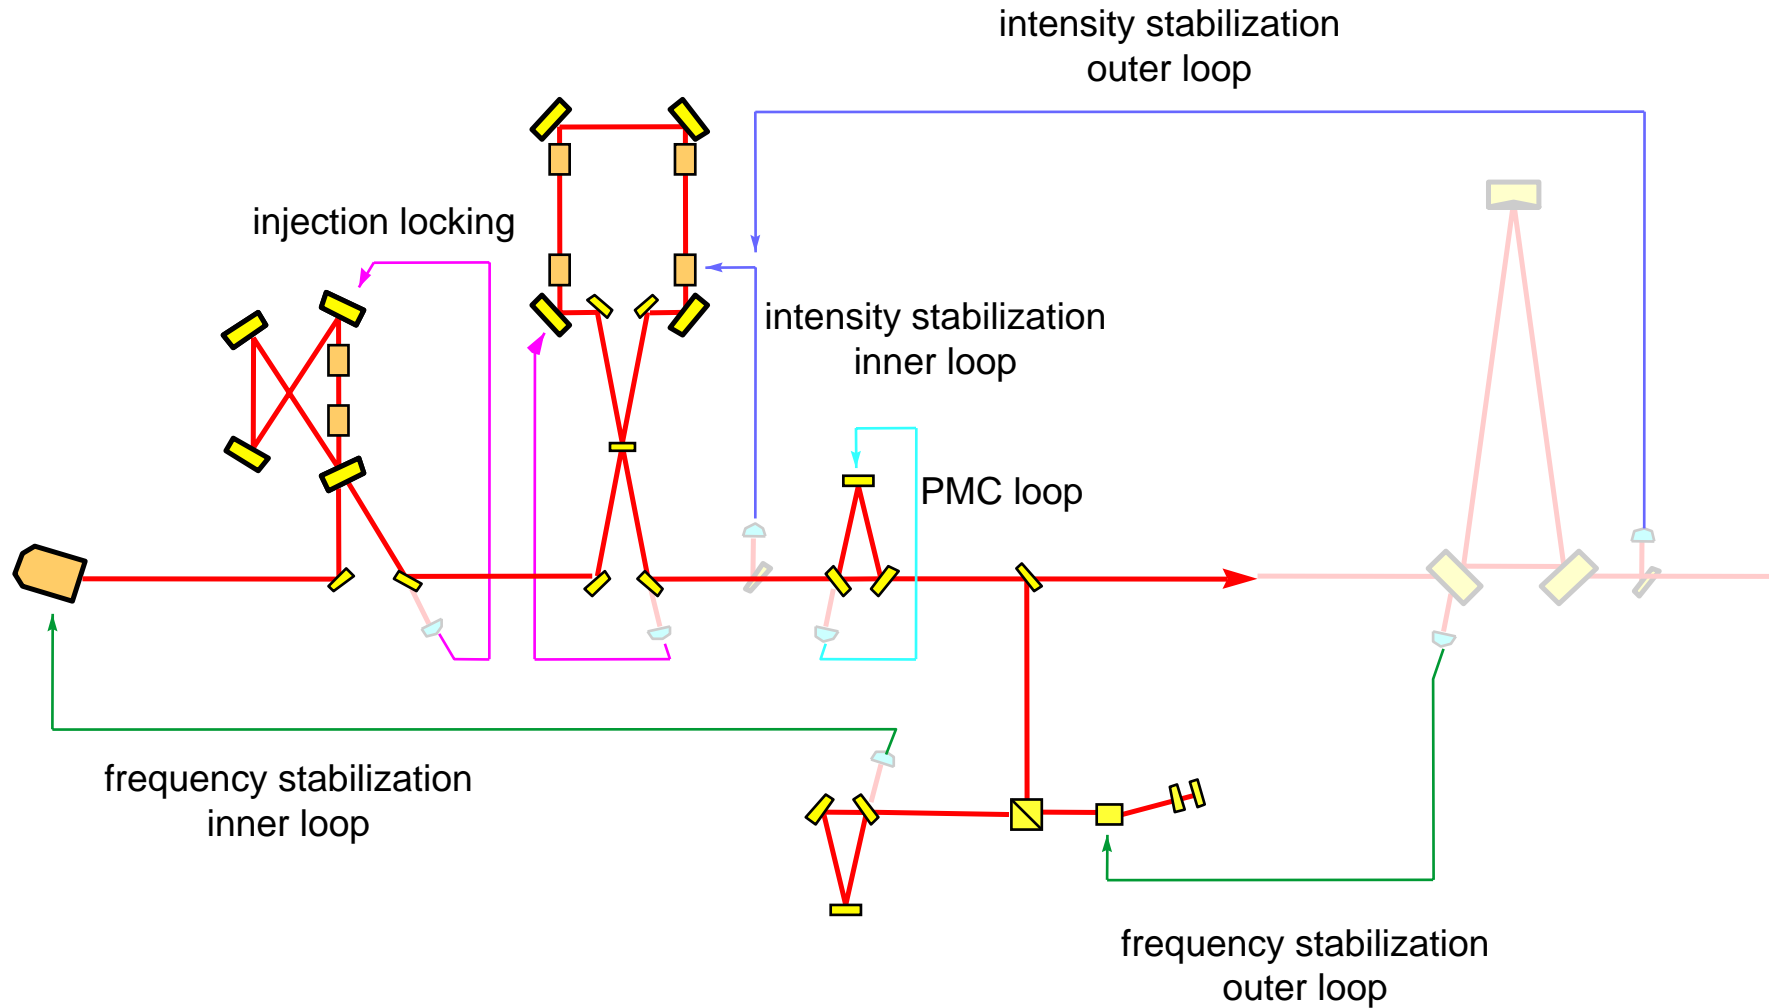 intensity stabilization
outer loop
injection locking
intensity stabilization
inner loop
PMC loop
frequency stabilization
inner loop
frequency stabilization
outer loop